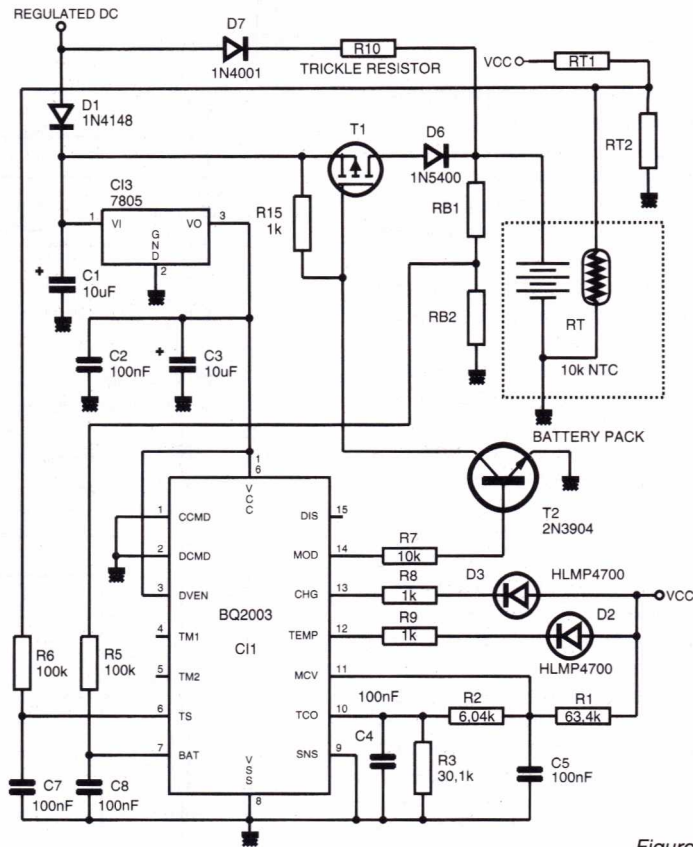 REGULATED DC
D7
1N4001
R10
TRICKLE RESISTOR
VCC
RT1
D1
1N4148
T1
D6
1N5400
RT2
CI3
7805
1
VI
VO
3
GND
2
R15
1k
RB1
+
C1
10uF
RB2
RT
10k NTC
C2
100nF
+
C3
10uF
BATTERY PACK
1
6
VCC
1
CCMD
DIS
15
T2
2N3904
2
DCMD
MOD
14
R7
10k
3
DVEN
CHG
13
R8
1k
D3
HLMP4700
VCC
BQ2003
CI1
4
TM1
TEMP
12
R9
1k
D2
HLMP4700
R6
100k
R5
100k
5
TM2
MCV
11
6
TS
TCO
10
100nF
R2
6,04k
R1
63,4k
7
BAT
SNS
9
C4
R3
30,1k
C5
100nF
C7
100nF
C8
100nF
VSS
8
Figure